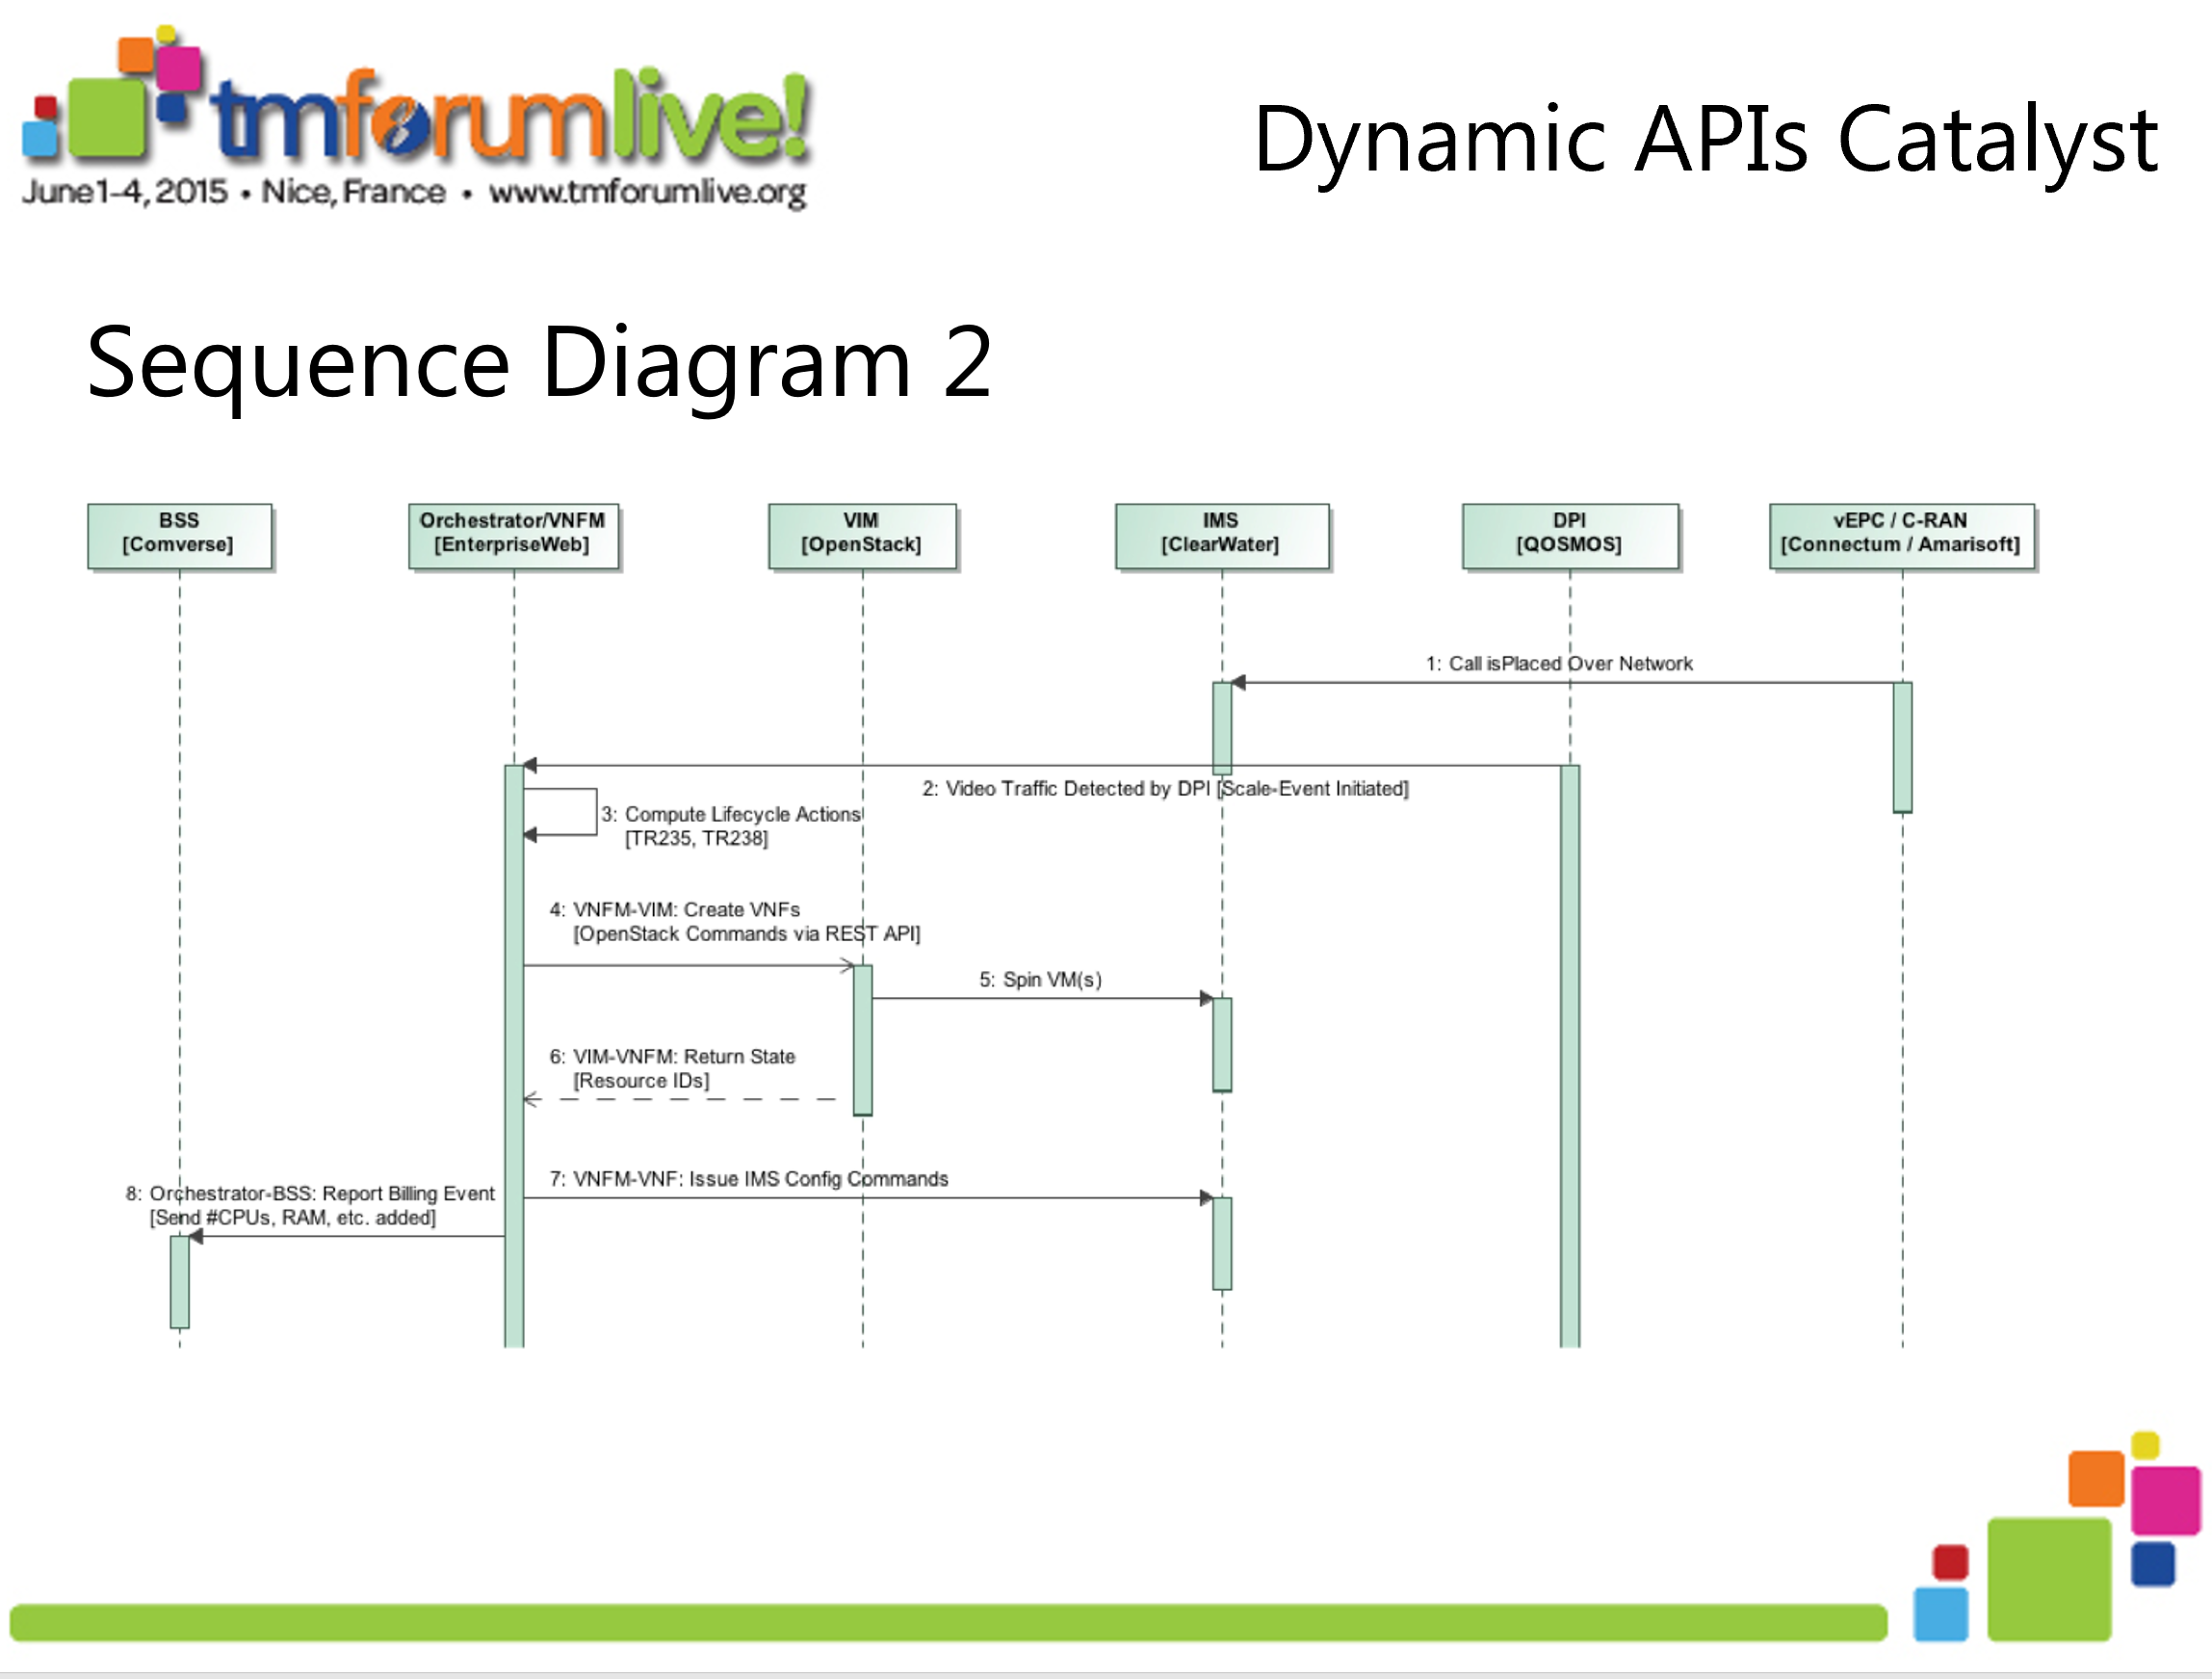 tmforumlive!
June1-4, 2015 • Nice, France • www.tmforumlive.org
Dynamic APIs Catalyst
Sequence Diagram 2
BSS
[Comverse]
Orchestrator/VNFM
[EnterpriseWeb]
VIM
[OpenStack]
IMS
[ClearWater]
DPI
[QOSMOS]
vEPC / C-RAN
[Connectum / Amarisoft]
1: Call isPlaced Over Network
2: Video Traffic Detected by DPI [Scale-Event Initiated]
3: Compute Lifecycle Actions
[TR235, TR238]
4: VNFM-VIM: Create VNFs
[OpenStack Commands via REST API]
5: Spin VM(s)
6: VIM-VNFM: Return State
[Resource IDs]
7: VNFM-VNF: Issue IMS Config Commands
8: Orchestrator-BSS: Report Billing Event
[Send #CPUs, RAM, etc. added]